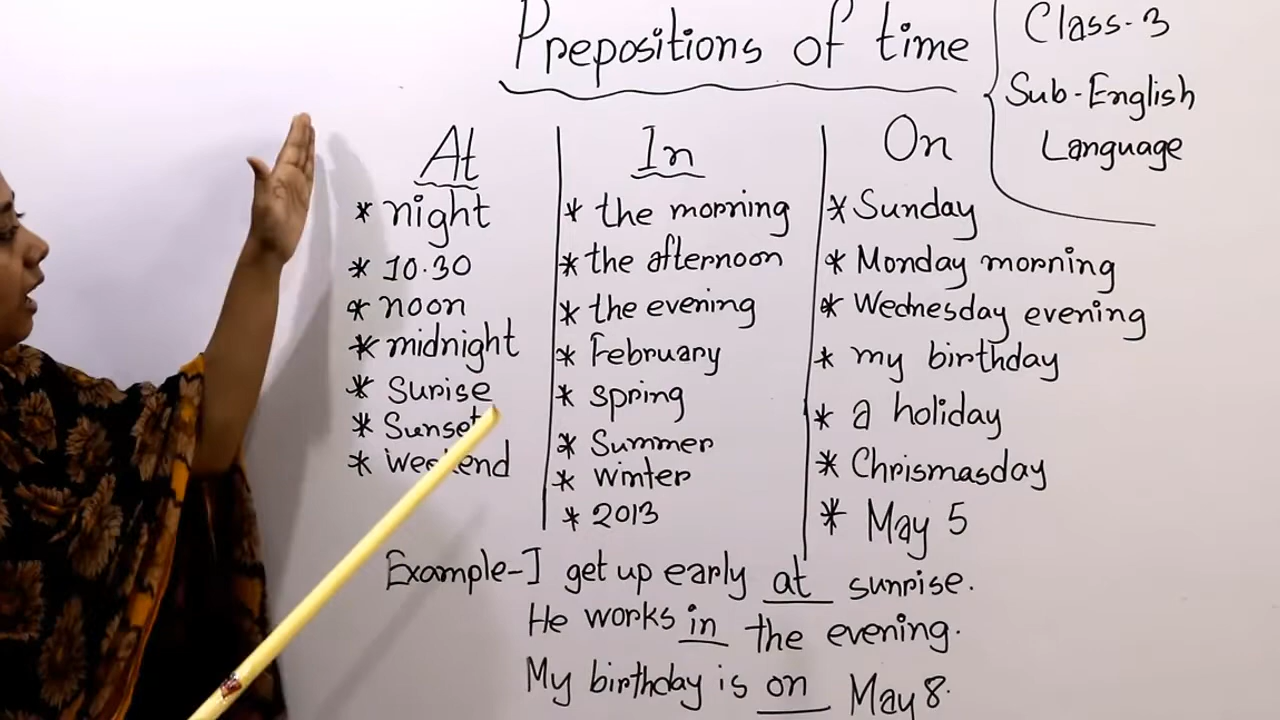 Prepositions of time
Class-3
Sub-English
Language
At
* night
* 10.30
* noon
* midnight
* Surise
* Sunset
* Weekend
In
* the morning
* the afternoon
* the evening
* February
* spring
* Summer
* Winter
* 2013
On
* Sunday
* Monday morning
* Wednesday evening
* my birthday
* a holiday
* Chrismasday
* May 5
Example-I get up early at sunrise.
He works in the evening.
My birthday is on May 8.